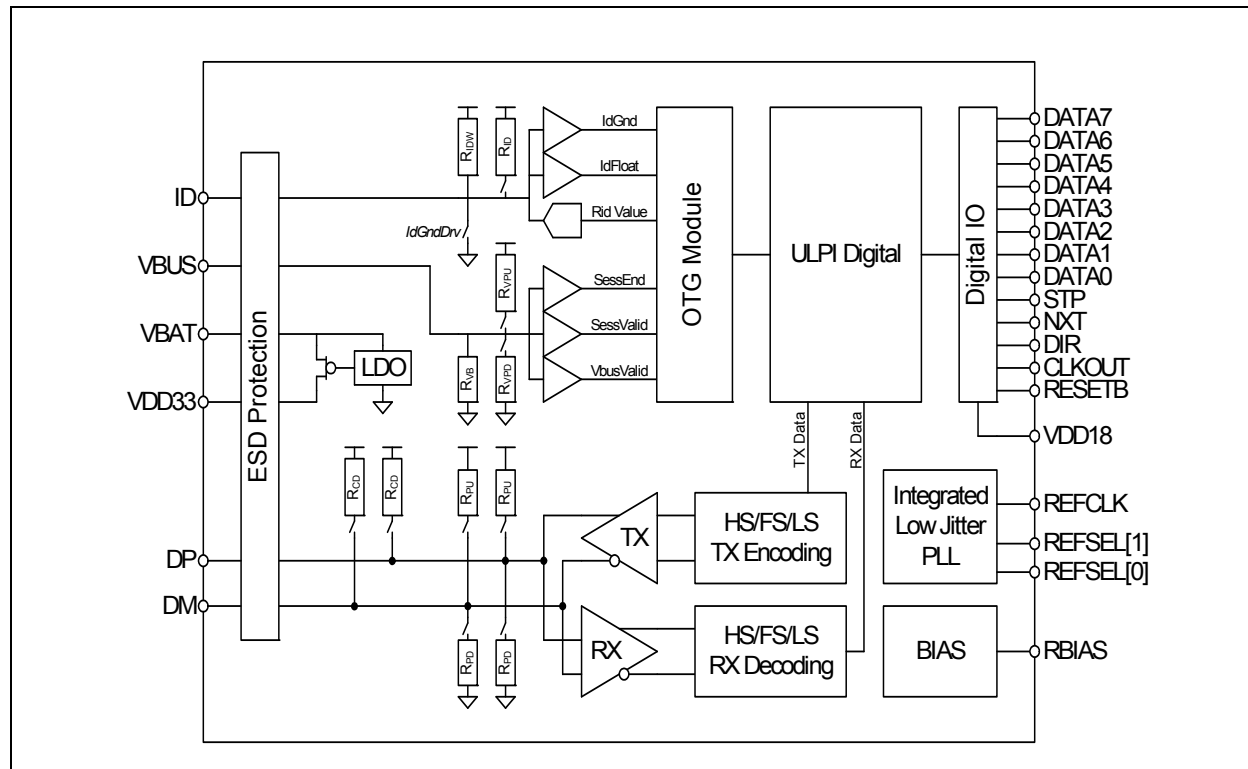 ID
VBUS
VBAT
VDD33
DP
DM
ESD Protection
RIDW
RID
IdGndDrv
IdGnd
IdFloat
Rid Value
RVPU
RVB
RVPD
SessEnd
SessValid
VbusValid
LDO
OTG Module
ULPI Digital
Digital IO
DATA7
DATA6
DATA5
DATA4
DATA3
DATA2
DATA1
DATA0
STP
NXT
DIR
CLKOUT
RESETB
VDD18
TX Data
RX Data
RCD
RCD
RPU
RPU
RPD
RPD
TX
HS/FS/LS
TX Encoding
RX
HS/FS/LS
RX Decoding
Integrated
Low Jitter
PLL
REFCLK
REFSEL[1]
REFSEL[0]
BIAS
RBIAS